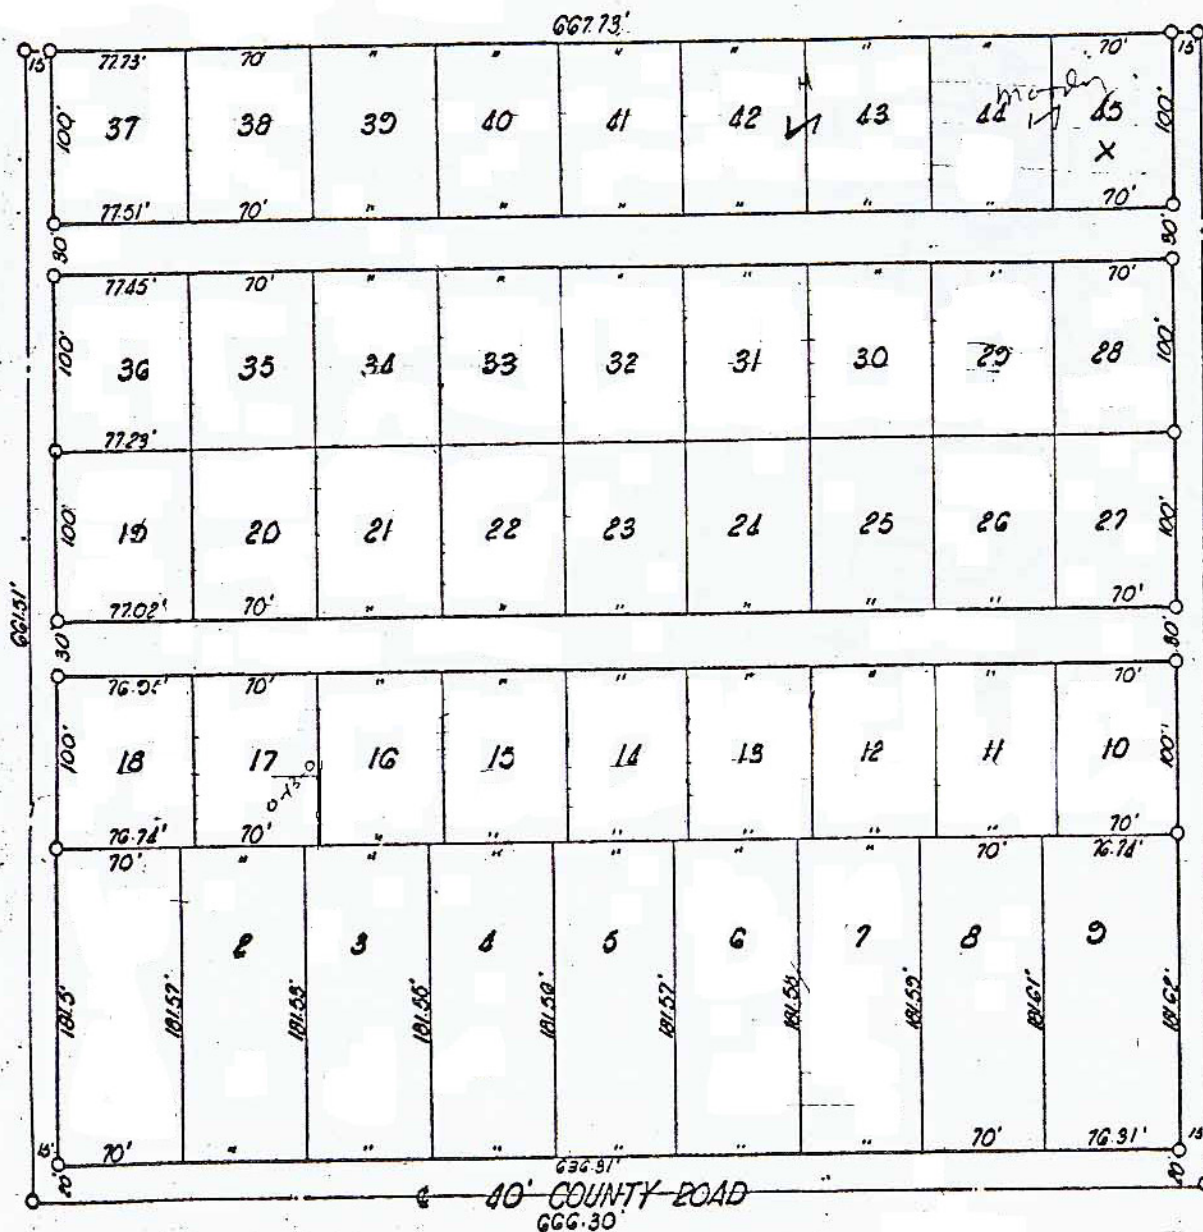 667.73'
15' 77.73' 70' " " " " " " 70' 15'
100' 37 38 39 40 41 42 43 44 45 100'
H
X
77.51' 70' " " " " " " 70'
30' 30'
77.45' 70' " " " " " " 70'
100' 36 35 34 33 32 31 30 29 28 100'
77.29'
100' 19 20 21 22 23 24 25 26 27 100'
661.51'
77.02' 70' " " " " " " 70'
30' 30'
76.95' 70' " " " " " " 70'
100' 18 17 16 15 14 13 12 11 10 100'
76.74' 70' " " " " " " 70'
70' " " " " " " 70' 76.74'
2 3 4 5 6 7 8 9
181.5' 181.52' 181.53' 181.55' 181.56' 181.57' 181.58' 181.59' 181.61' 181.62'
15' 70' " " " " " " 70' 76.31' 15'
20' 636.31' 20'
℄ 40' COUNTY ROAD
666.30'